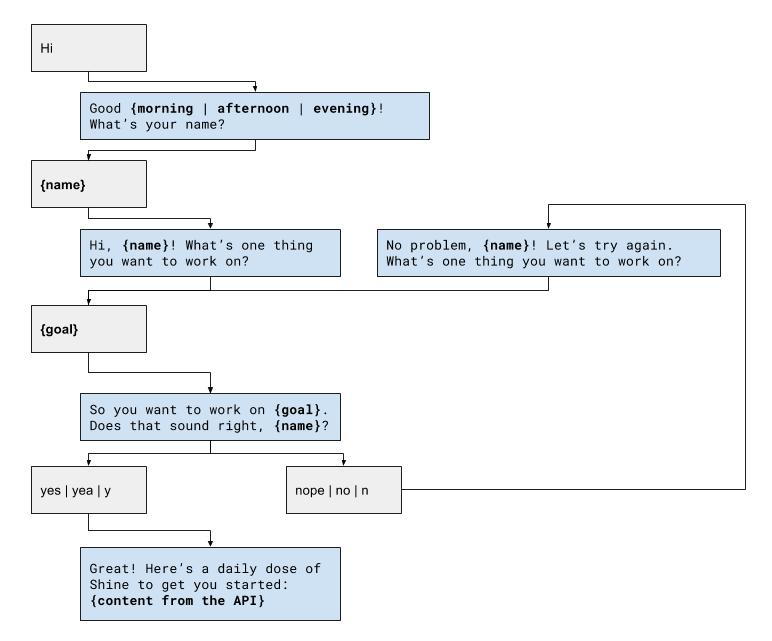 Hi
Good {morning | afternoon | evening}!
What's your name?
{name}
Hi, {name}! What's one thing
you want to work on?
No problem, {name}! Let's try again.
What's one thing you want to work on?
{goal}
So you want to work on {goal}.
Does that sound right, {name}?
yes | yea | y
nope | no | n
Great! Here's a daily dose of
Shine to get you started:
{content from the API}